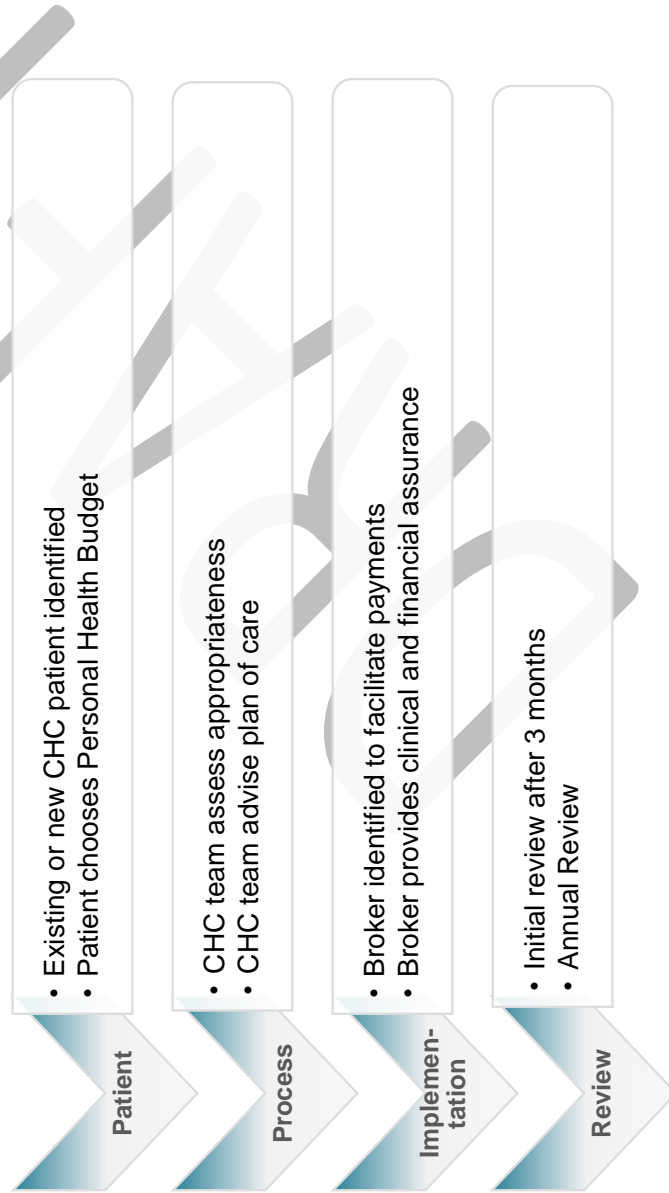 Patient
• Existing or new CHC patient identified
• Patient chooses Personal Health Budget
Process
• CHC team assess appropriateness
• CHC team advise plan of care
Implemen-
tation
• Broker identified to facilitate payments
• Broker provides clinical and financial assurance
Review
• Initial review after 3 months
• Annual Review
DRAFT